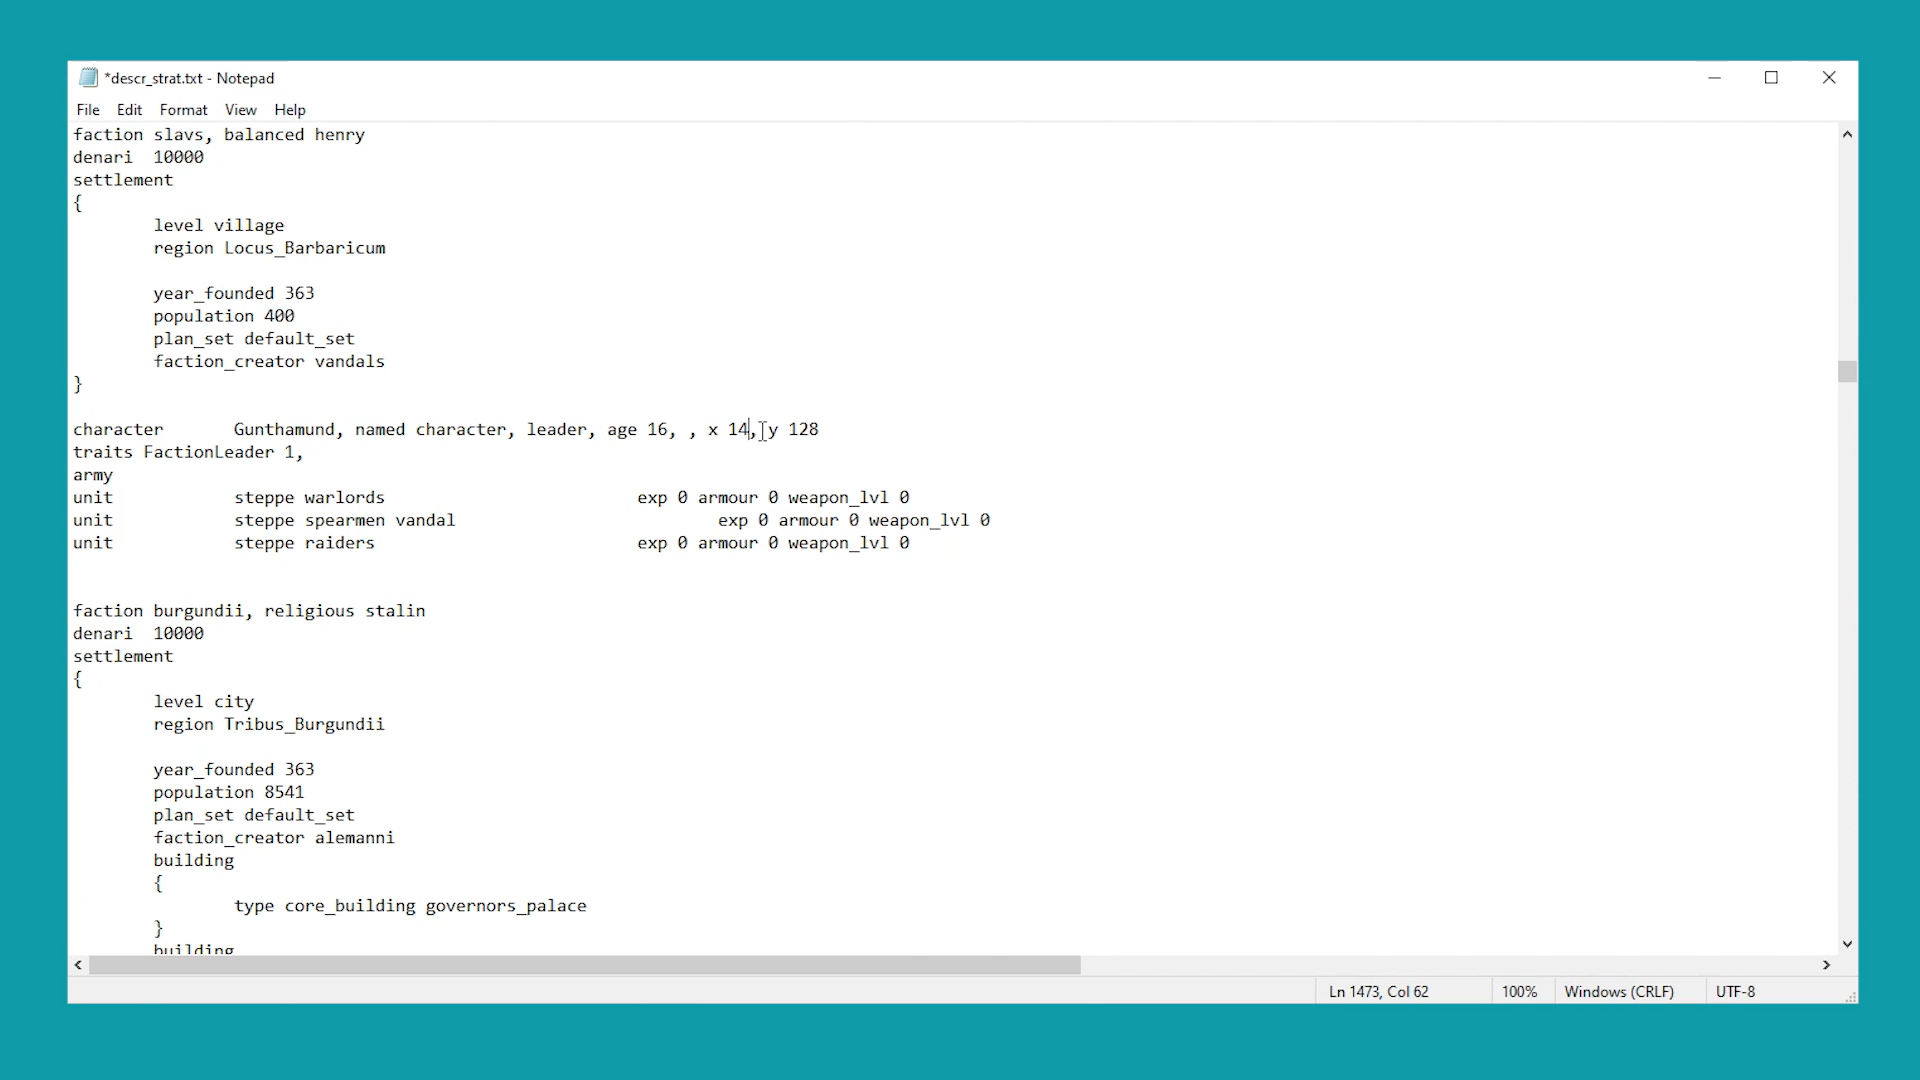 *descr_strat.txt - Notepad
File Edit Format View Help
faction slavs, balanced henry
denari 10000
settlement
{
level village
region Locus_Barbaricum
year_founded 363
population 400
plan_set default_set
faction_creator vandals
}
character Gunthamund, named character, leader, age 16, , x 14, y 128
traits FactionLeader 1,
army
unit steppe warlords exp 0 armour 0 weapon_lvl 0
unit steppe spearmen vandal exp 0 armour 0 weapon_lvl 0
unit steppe raiders exp 0 armour 0 weapon_lvl 0
faction burgundii, religious stalin
denari 10000
settlement
{
level city
region Tribus_Burgundii
year_founded 363
population 8541
plan_set default_set
faction_creator alemanni
building
{
type core_building governors_palace
}
building
Ln 1473, Col 62 100% Windows (CRLF) UTF-8